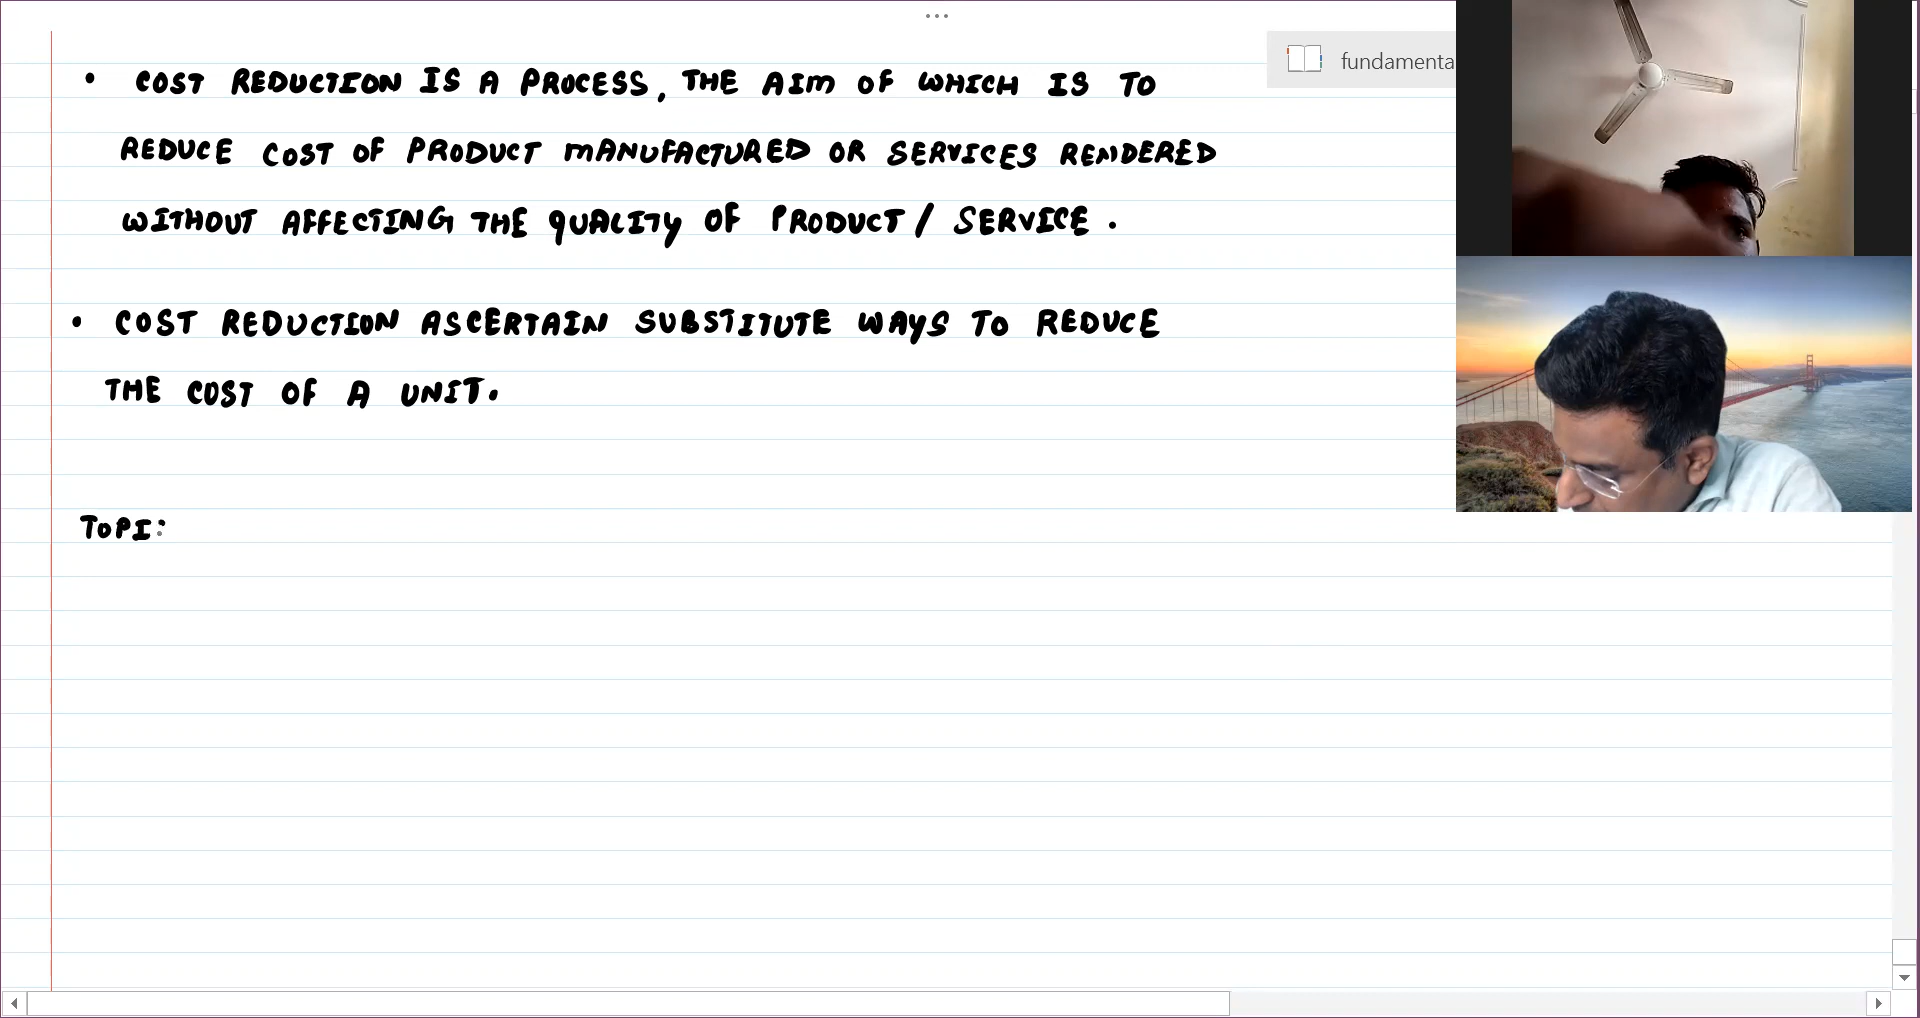 • COST REDUCTION IS A PROCESS, THE AIM OF WHICH IS TO
REDUCE COST OF PRODUCT MANUFACTURED OR SERVICES RENDERED
WITHOUT AFFECTING THE QUALITY OF PRODUCT / SERVICE.
• COST REDUCTION ASCERTAIN SUBSTITUTE WAYS TO REDUCE
THE COST OF A UNIT.
TOPI:
fundamenta